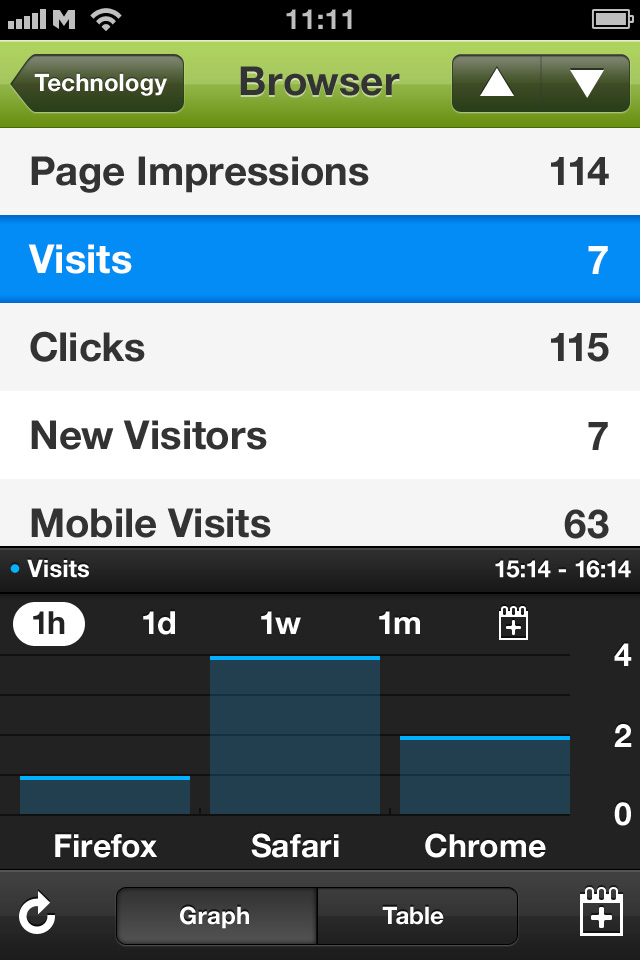 M 11:11
Technology Browser
Page Impressions 114
Visits 7
Clicks 115
New Visitors 7
Mobile Visits 63
Visits 15:14 - 16:14
1h 1d 1w 1m
4
2
0
Firefox Safari Chrome
Graph Table